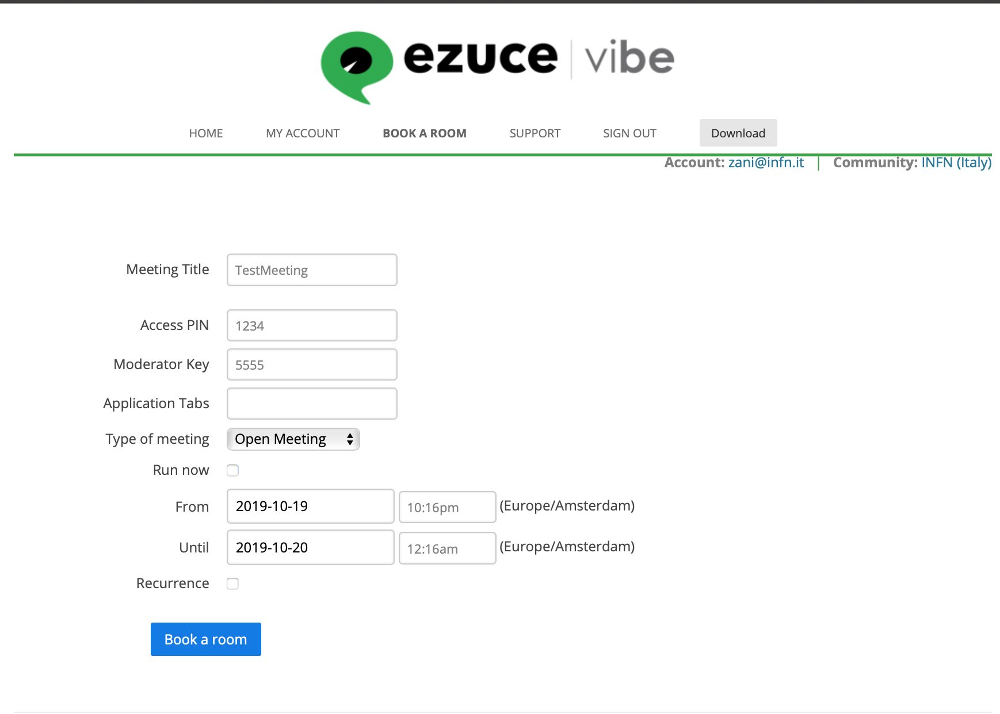 ezuce | vibe
HOME MY ACCOUNT BOOK A ROOM SUPPORT SIGN OUT Download
Account: zani@infn.it | Community: INFN (Italy)
Meeting Title TestMeeting
Access PIN 1234
Moderator Key 5555
Application Tabs
Type of meeting Open Meeting
Run now
From 2019-10-19 10:16pm (Europe/Amsterdam)
Until 2019-10-20 12:16am (Europe/Amsterdam)
Recurrence
Book a room